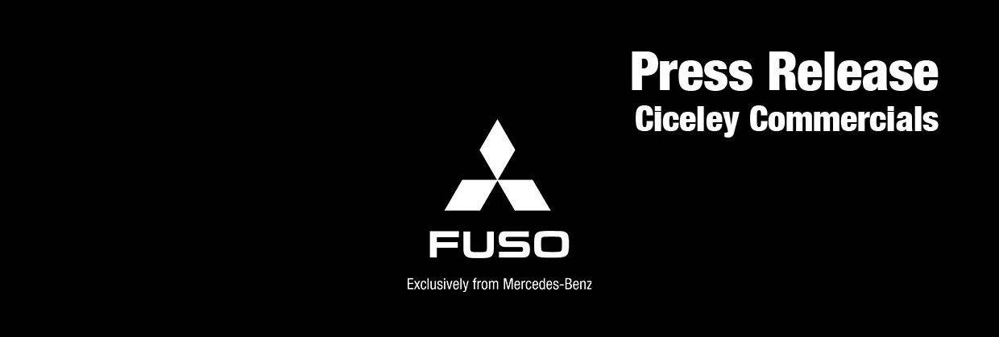 Press Release
Ciceley Commercials
FUSO
Exclusively from Mercedes-Benz